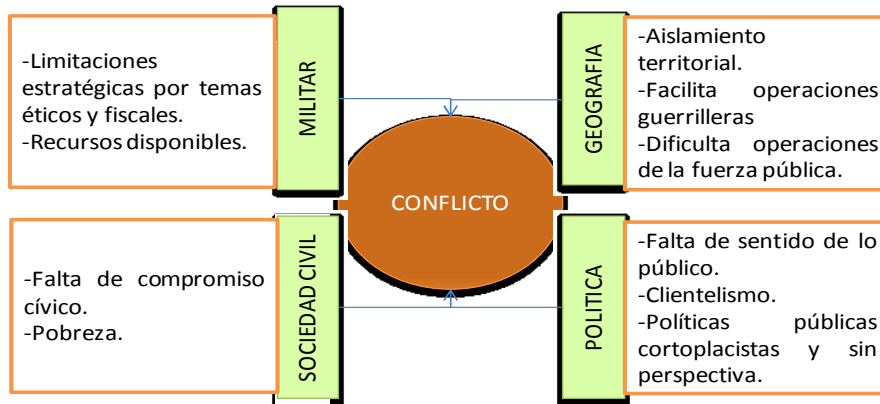 -Limitaciones
estratégicas por temas
éticos y fiscales.
-Recursos disponibles.
MILITAR
GEOGRAFIA
-Aislamiento
territorial.
-Facilita operaciones
guerrilleras
-Dificulta operaciones
de la fuerza pública.
CONFLICTO
-Falta de compromiso
cívico.
-Pobreza.
SOCIEDAD CIVIL
POLITICA
-Falta de sentido de lo
público.
-Clientelismo.
-Políticas públicas
cortoplacistas y sin
perspectiva.